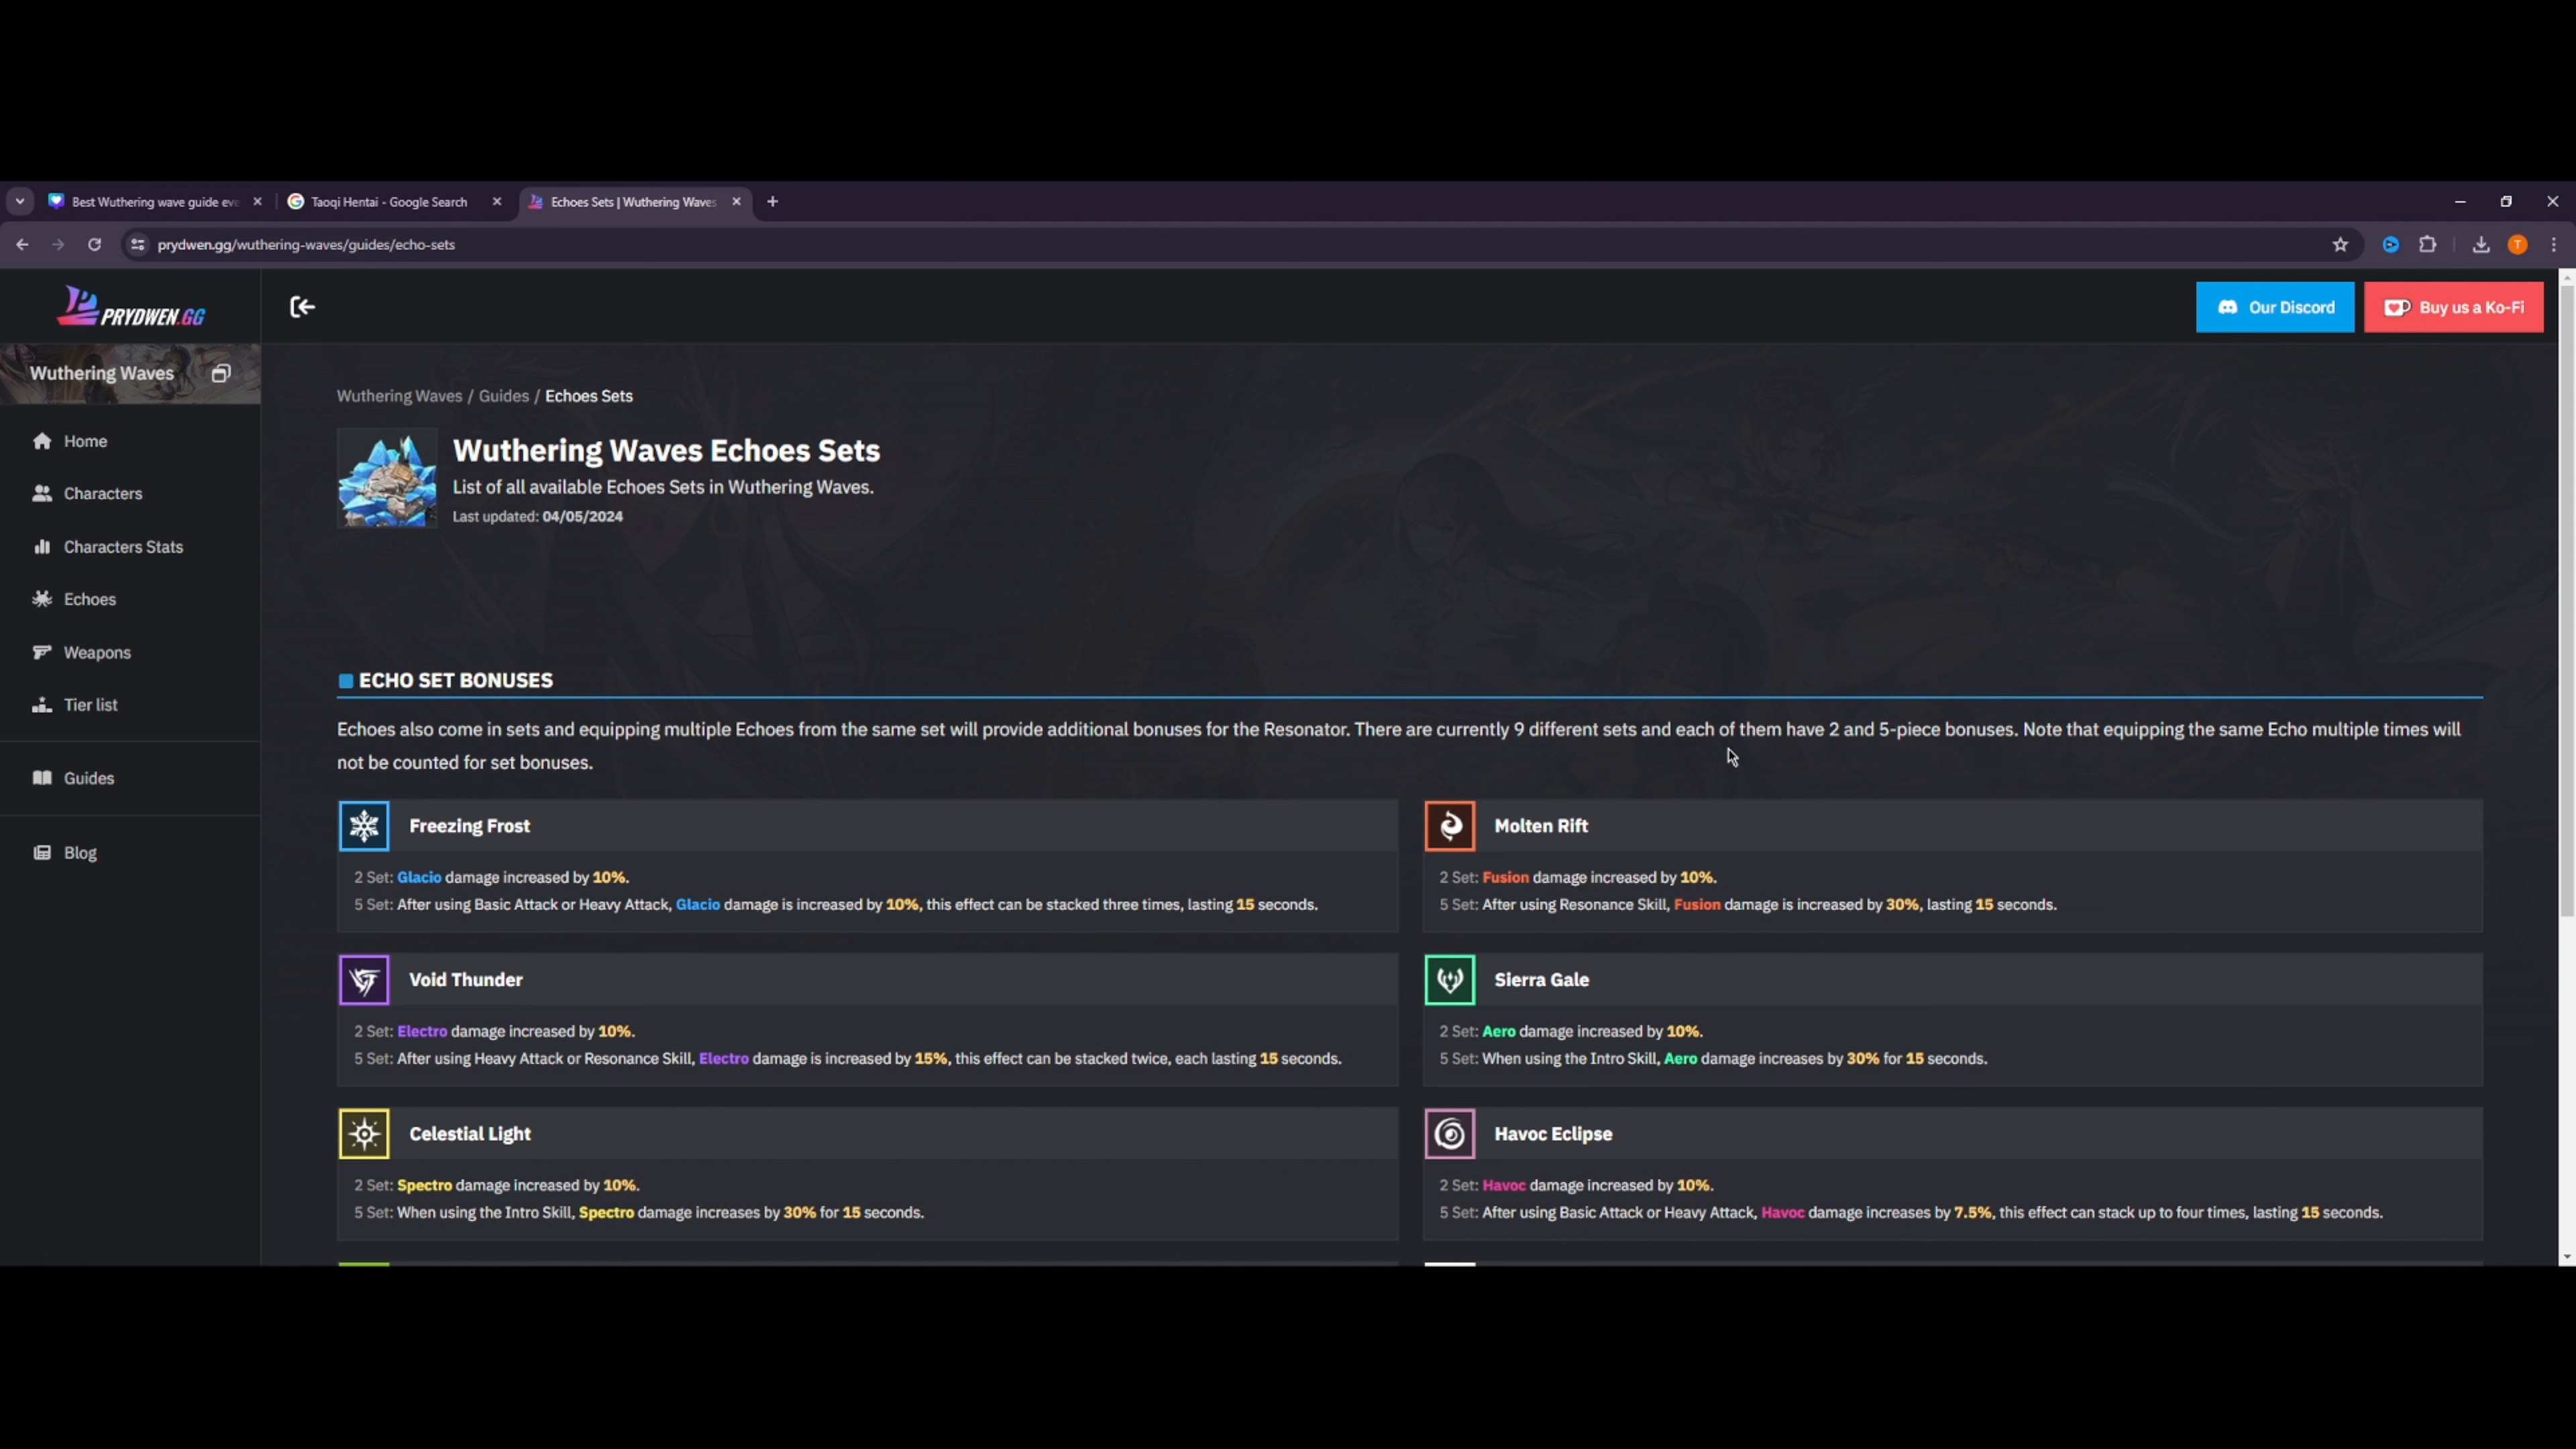 Best Wuthering wave guide eve
Taoqi Hentai - Google Search
Echoes Sets | Wuthering Waves
prydwen.gg/wuthering-waves/guides/echo-sets
T
PRYDWEN.GG
Our Discord
Buy us a Ko-Fi
Wuthering Waves
Home
Characters
Characters Stats
Echoes
Weapons
Tier list
Guides
Blog
Wuthering Waves / Guides / Echoes Sets
Wuthering Waves Echoes Sets
List of all available Echoes Sets in Wuthering Waves.
Last updated: 04/05/2024
ECHO SET BONUSES
Echoes also come in sets and equipping multiple Echoes from the same set will provide additional bonuses for the Resonator. There are currently 9 different sets and each of them have 2 and 5-piece bonuses. Note that equipping the same Echo multiple times will
not be counted for set bonuses.
Freezing Frost
2 Set: Glacio damage increased by 10%.
5 Set: After using Basic Attack or Heavy Attack, Glacio damage is increased by 10%, this effect can be stacked three times, lasting 15 seconds.
Molten Rift
2 Set: Fusion damage increased by 10%.
5 Set: After using Resonance Skill, Fusion damage is increased by 30%, lasting 15 seconds.
Void Thunder
2 Set: Electro damage increased by 10%.
5 Set: After using Heavy Attack or Resonance Skill, Electro damage is increased by 15%, this effect can be stacked twice, each lasting 15 seconds.
Sierra Gale
2 Set: Aero damage increased by 10%.
5 Set: When using the Intro Skill, Aero damage increases by 30% for 15 seconds.
Celestial Light
2 Set: Spectro damage increased by 10%.
5 Set: When using the Intro Skill, Spectro damage increases by 30% for 15 seconds.
Havoc Eclipse
2 Set: Havoc damage increased by 10%.
5 Set: After using Basic Attack or Heavy Attack, Havoc damage increases by 7.5%, this effect can stack up to four times, lasting 15 seconds.